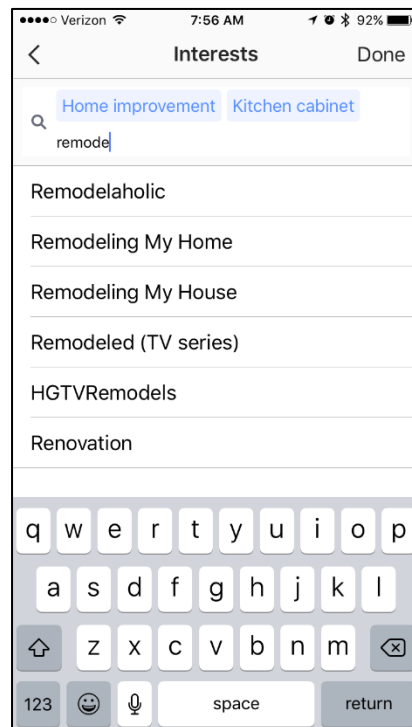 Verizon 7:56 AM 92%
Interests Done
Home improvement Kitchen cabinet
remode
Remodelaholic
Remodeling My Home
Remodeling My House
Remodeled (TV series)
HGTVRemodels
Renovation
q w e r t y u i o p
a s d f g h j k l
z x c v b n m
123 space return